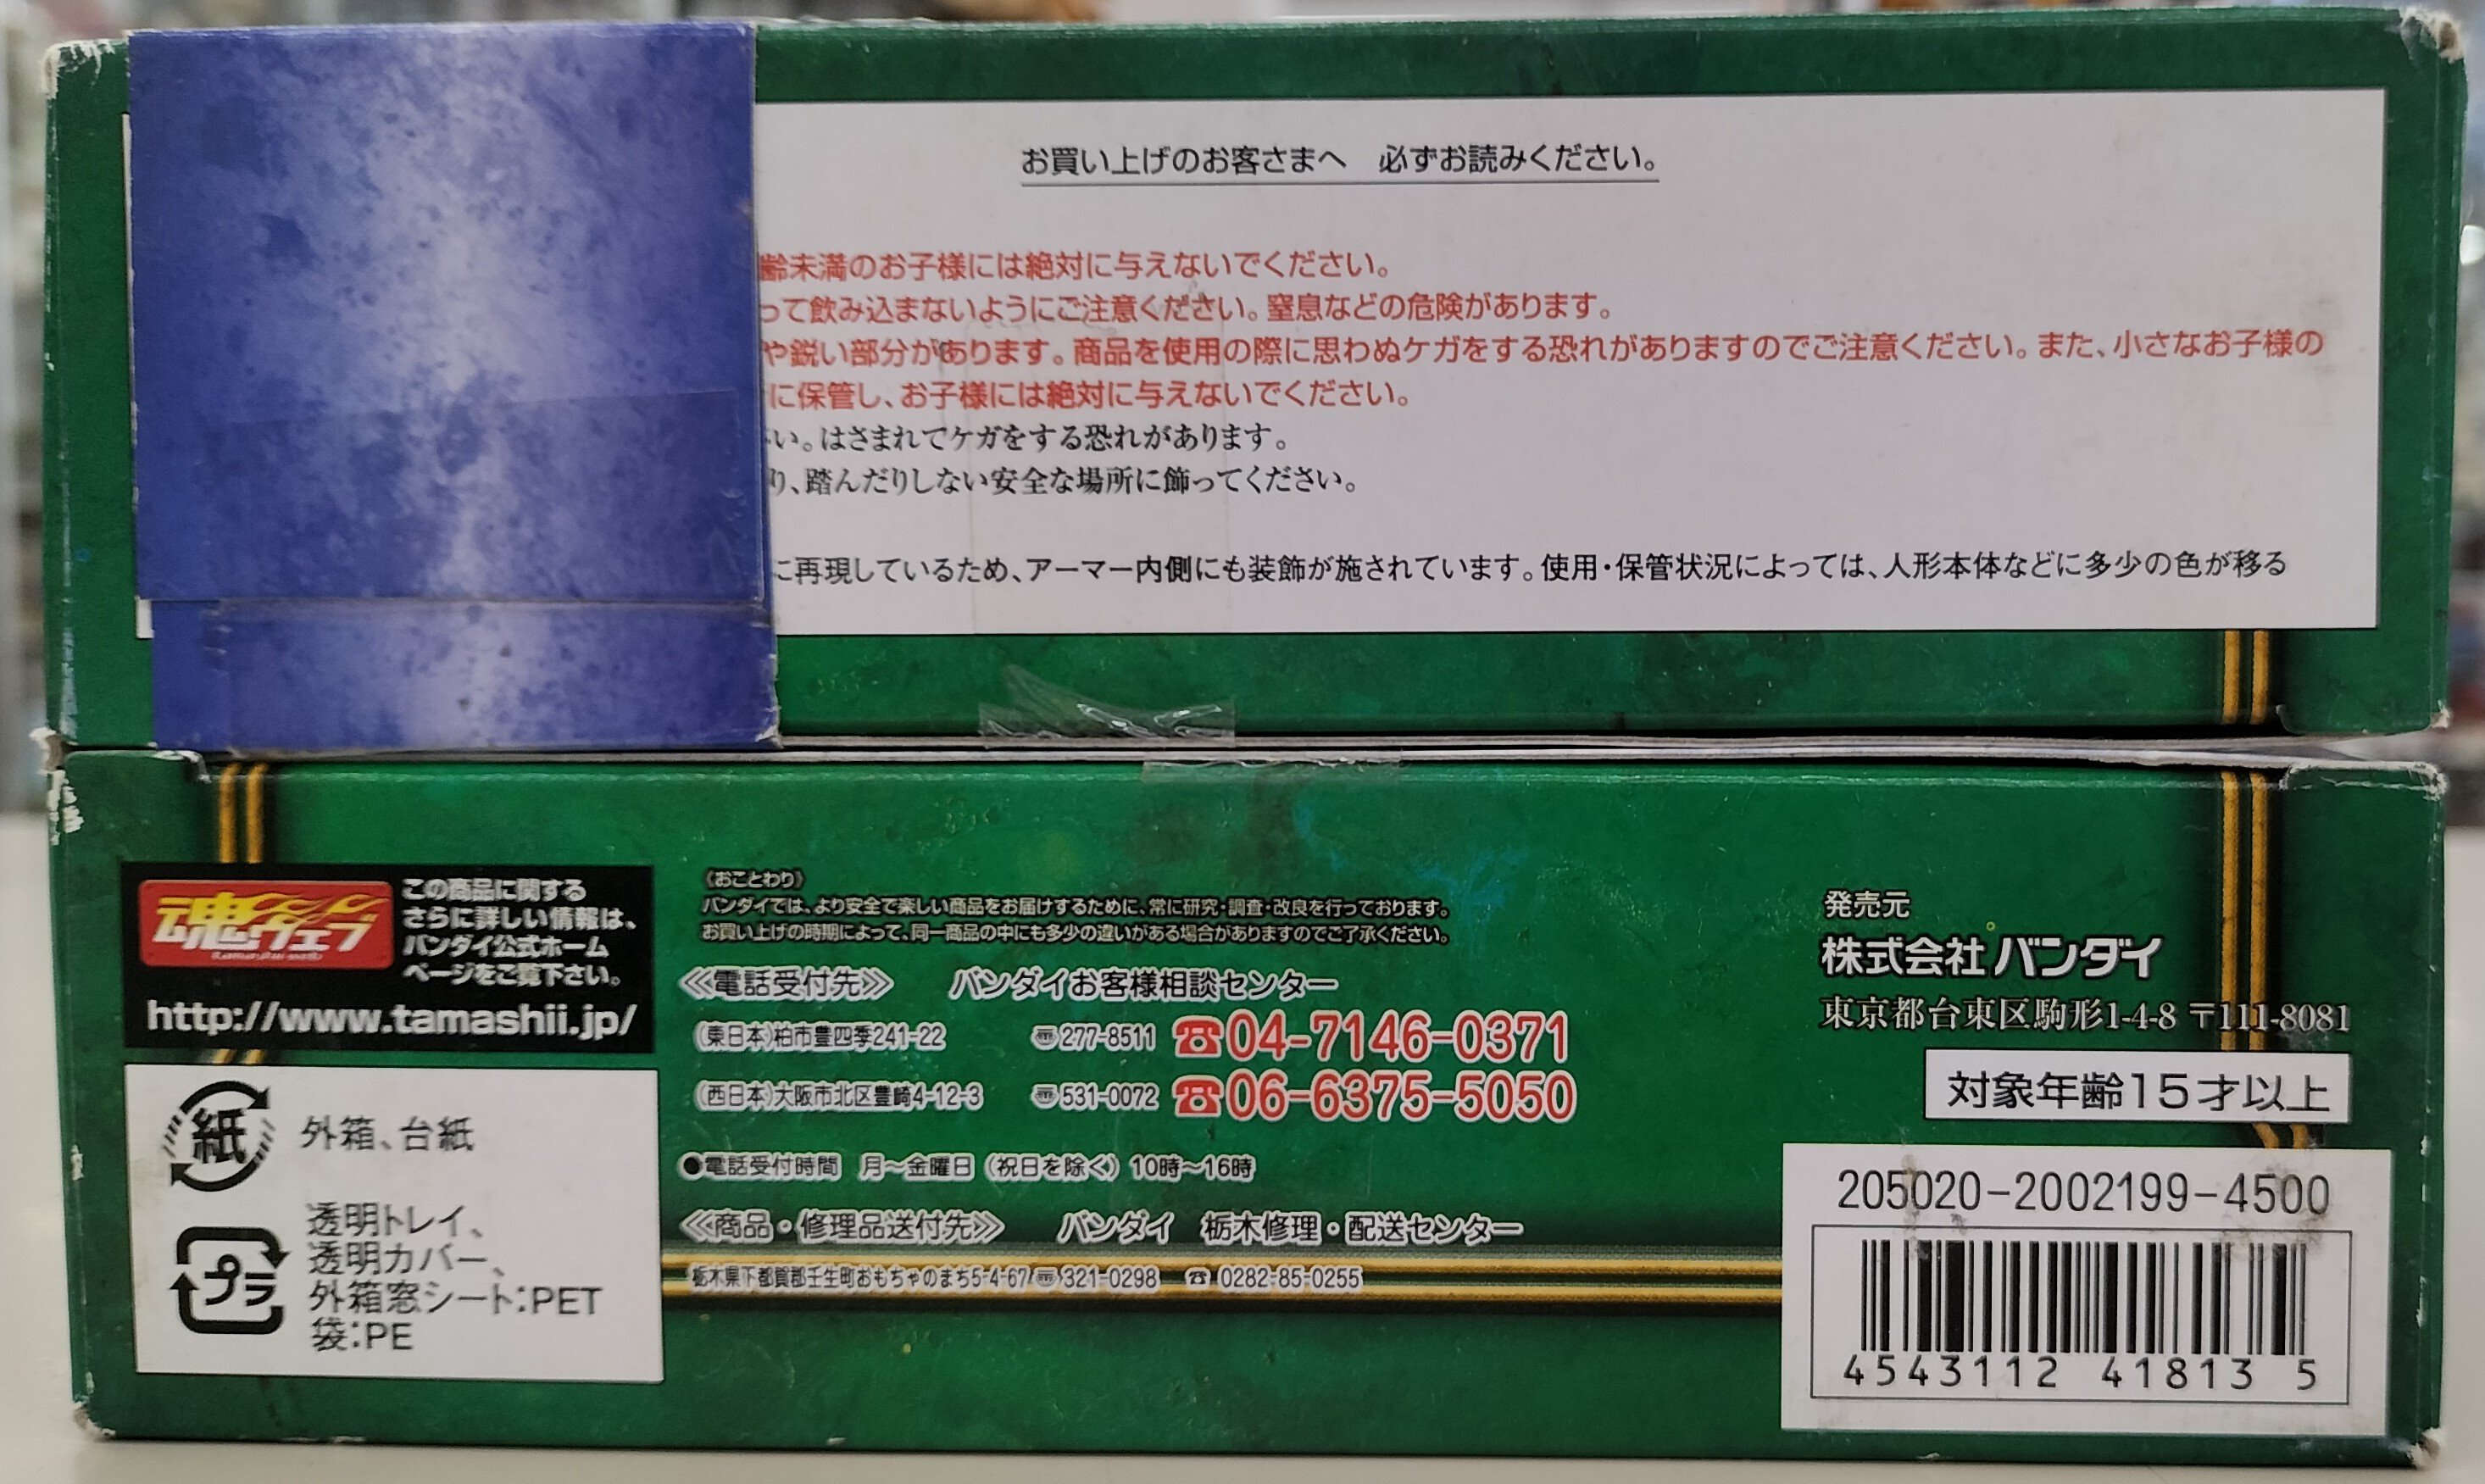 お買い上げのお客さまへ　必ずお読みください。
齢未満のお子様には絶対に与えないでください。
って飲み込まないようにご注意ください。窒息などの危険があります。
や鋭い部分があります。商品を使用の際に思わぬケガをする恐れがありますのでご注意ください。また、小さなお子様の
に保管し、お子様には絶対に与えないでください。
い。はさまれてケガをする恐れがあります。
り、踏んだりしない安全な場所に飾ってください。
に再現しているため、アーマー内側にも装飾が施されています。使用・保管状況によっては、人形本体などに多少の色が移る
魂ウェブ
この商品に関する
さらに詳しい情報は、
バンダイ公式ホーム
ページをご覧下さい。
http://www.tamashii.jp/
紙
外箱、台紙
プラ
透明トレイ、
透明カバー、
外箱窓シート:PET
袋:PE
《おことわり》
バンダイでは、より安全で楽しい商品をお届けするために、常に研究・調査・改良を行っております。
お買い上げの時期によって、同一商品の中にも多少の違いがある場合がありますのでご了承ください。
≪電話受付先≫　バンダイお客様相談センター
(東日本)柏市豊四季241-22　〠277-8511　☎04-7146-0371
(西日本)大阪市北区豊崎4-12-3　〠531-0072　☎06-6375-5050
●電話受付時間　月～金曜日（祝日を除く）10時～16時
≪商品・修理品送付先≫　バンダイ　栃木修理・配送センター
栃木県下都賀郡壬生町おもちゃのまち5-4-67 〠321-0298　☎0282-85-0255
発売元
株式会社バンダイ
東京都台東区駒形1-4-8 〒111-8081
対象年齢15才以上
205020-2002199-4500
4543112 41813 5